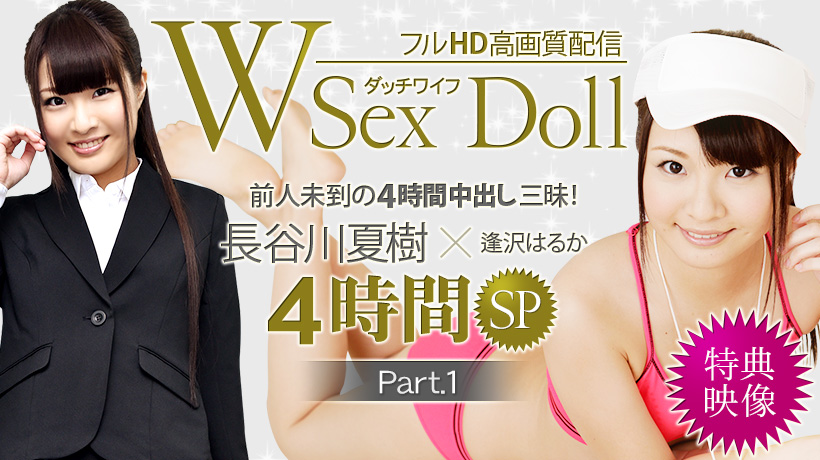 フルHD高画質配信
W Sex Doll
ダッチワイフ
前人未到の4時間中出し三昧!
長谷川夏樹×逢沢はるか
4時間SP
Part.1
特典
映像